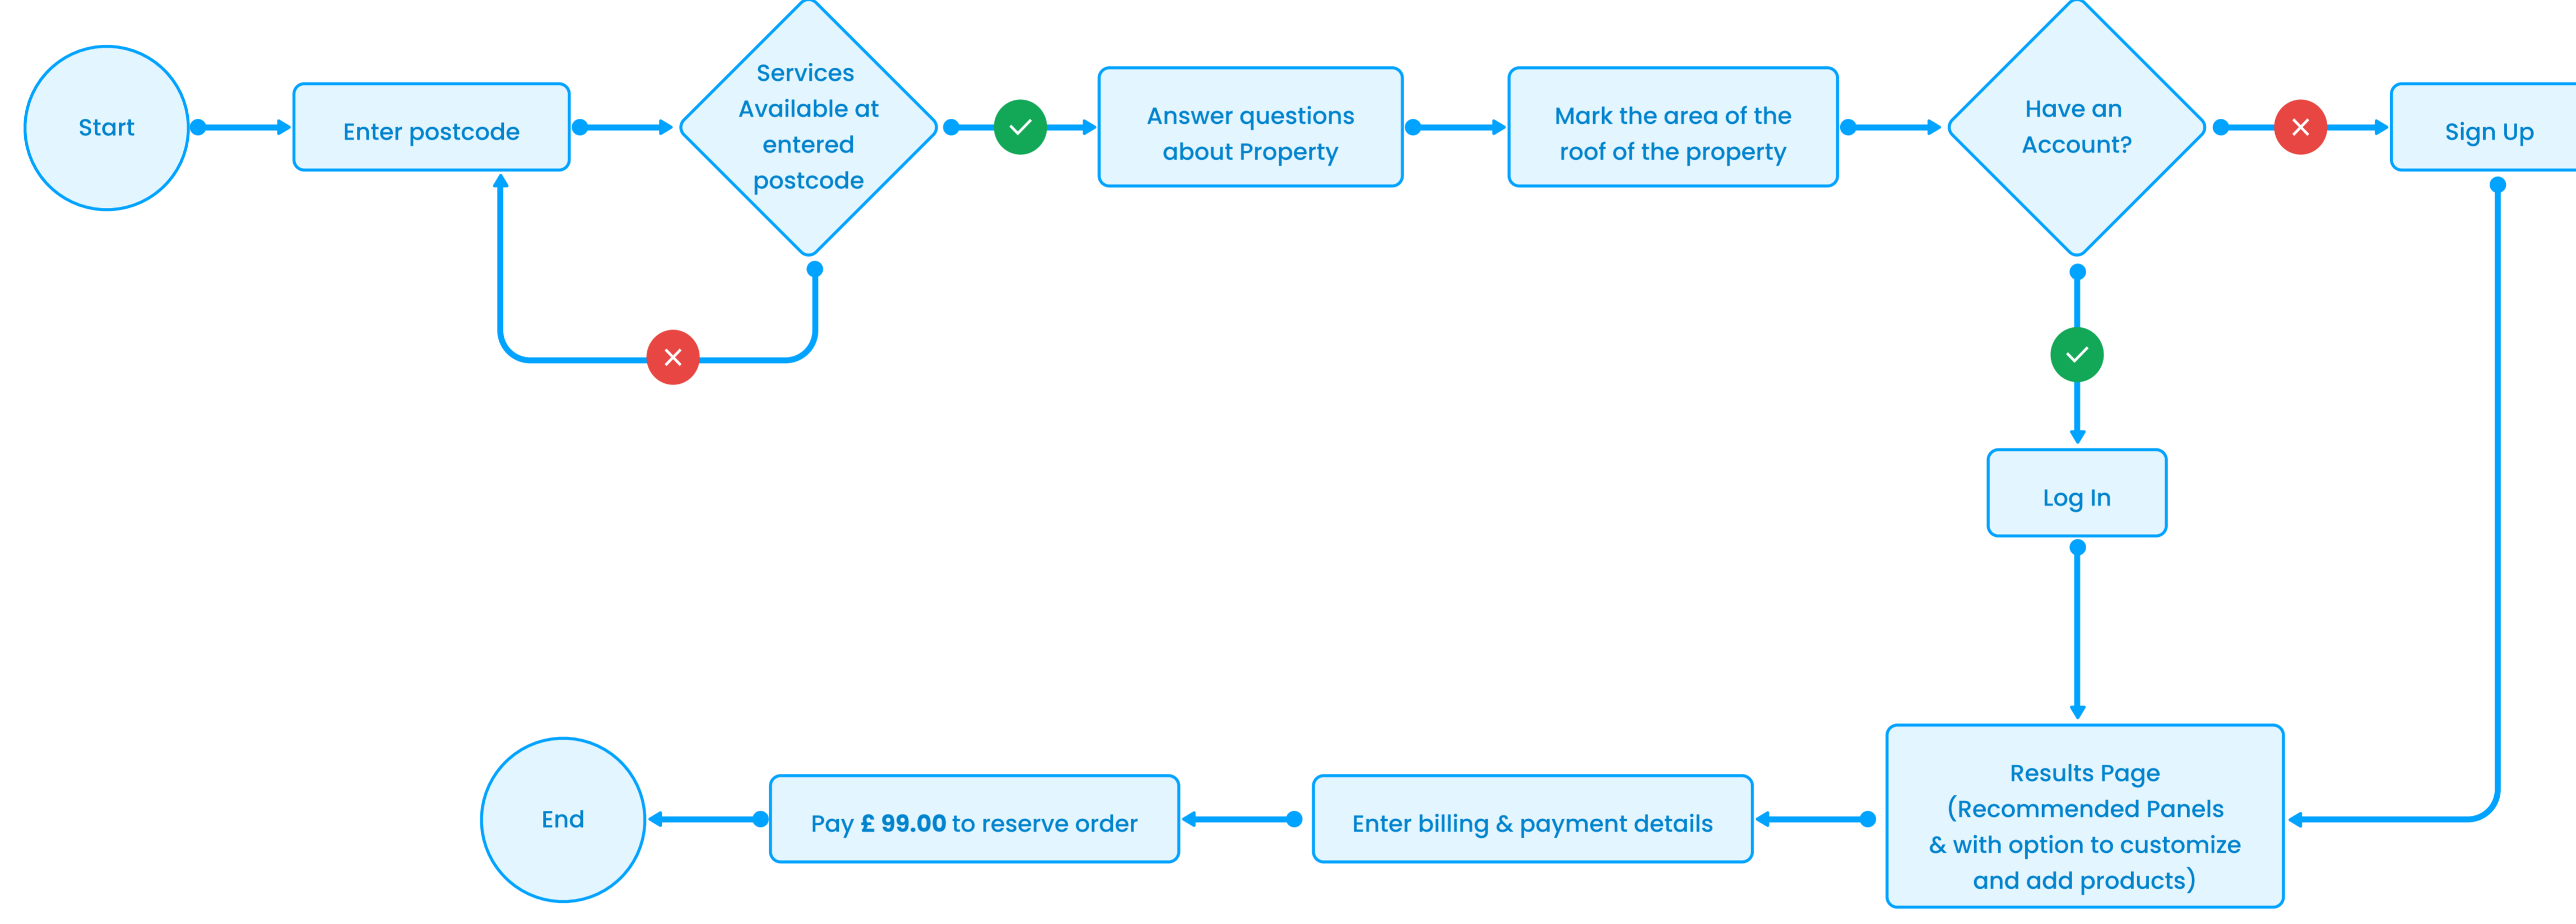 Start
Enter postcode
Services
Available at
entered
postcode
Answer questions
about Property
Mark the area of the
roof of the property
Have an
Account?
Sign Up
Log In
Results Page
(Recommended Panels
& with option to customize
and add products)
Enter billing & payment details
Pay £ 99.00 to reserve order
End